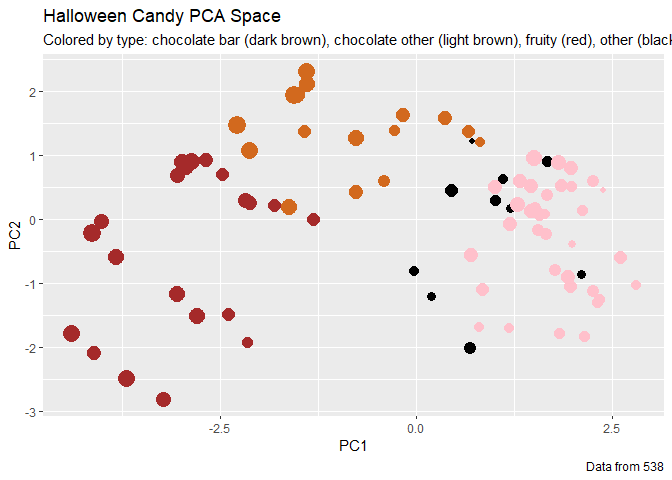 Halloween Candy PCA Space
Colored by type: chocolate bar (dark brown), chocolate other (light brown), fruity (red), other (black
2
1
0
-1
-2
-3
PC2
-2.5
0.0
2.5
PC1
Data from 538